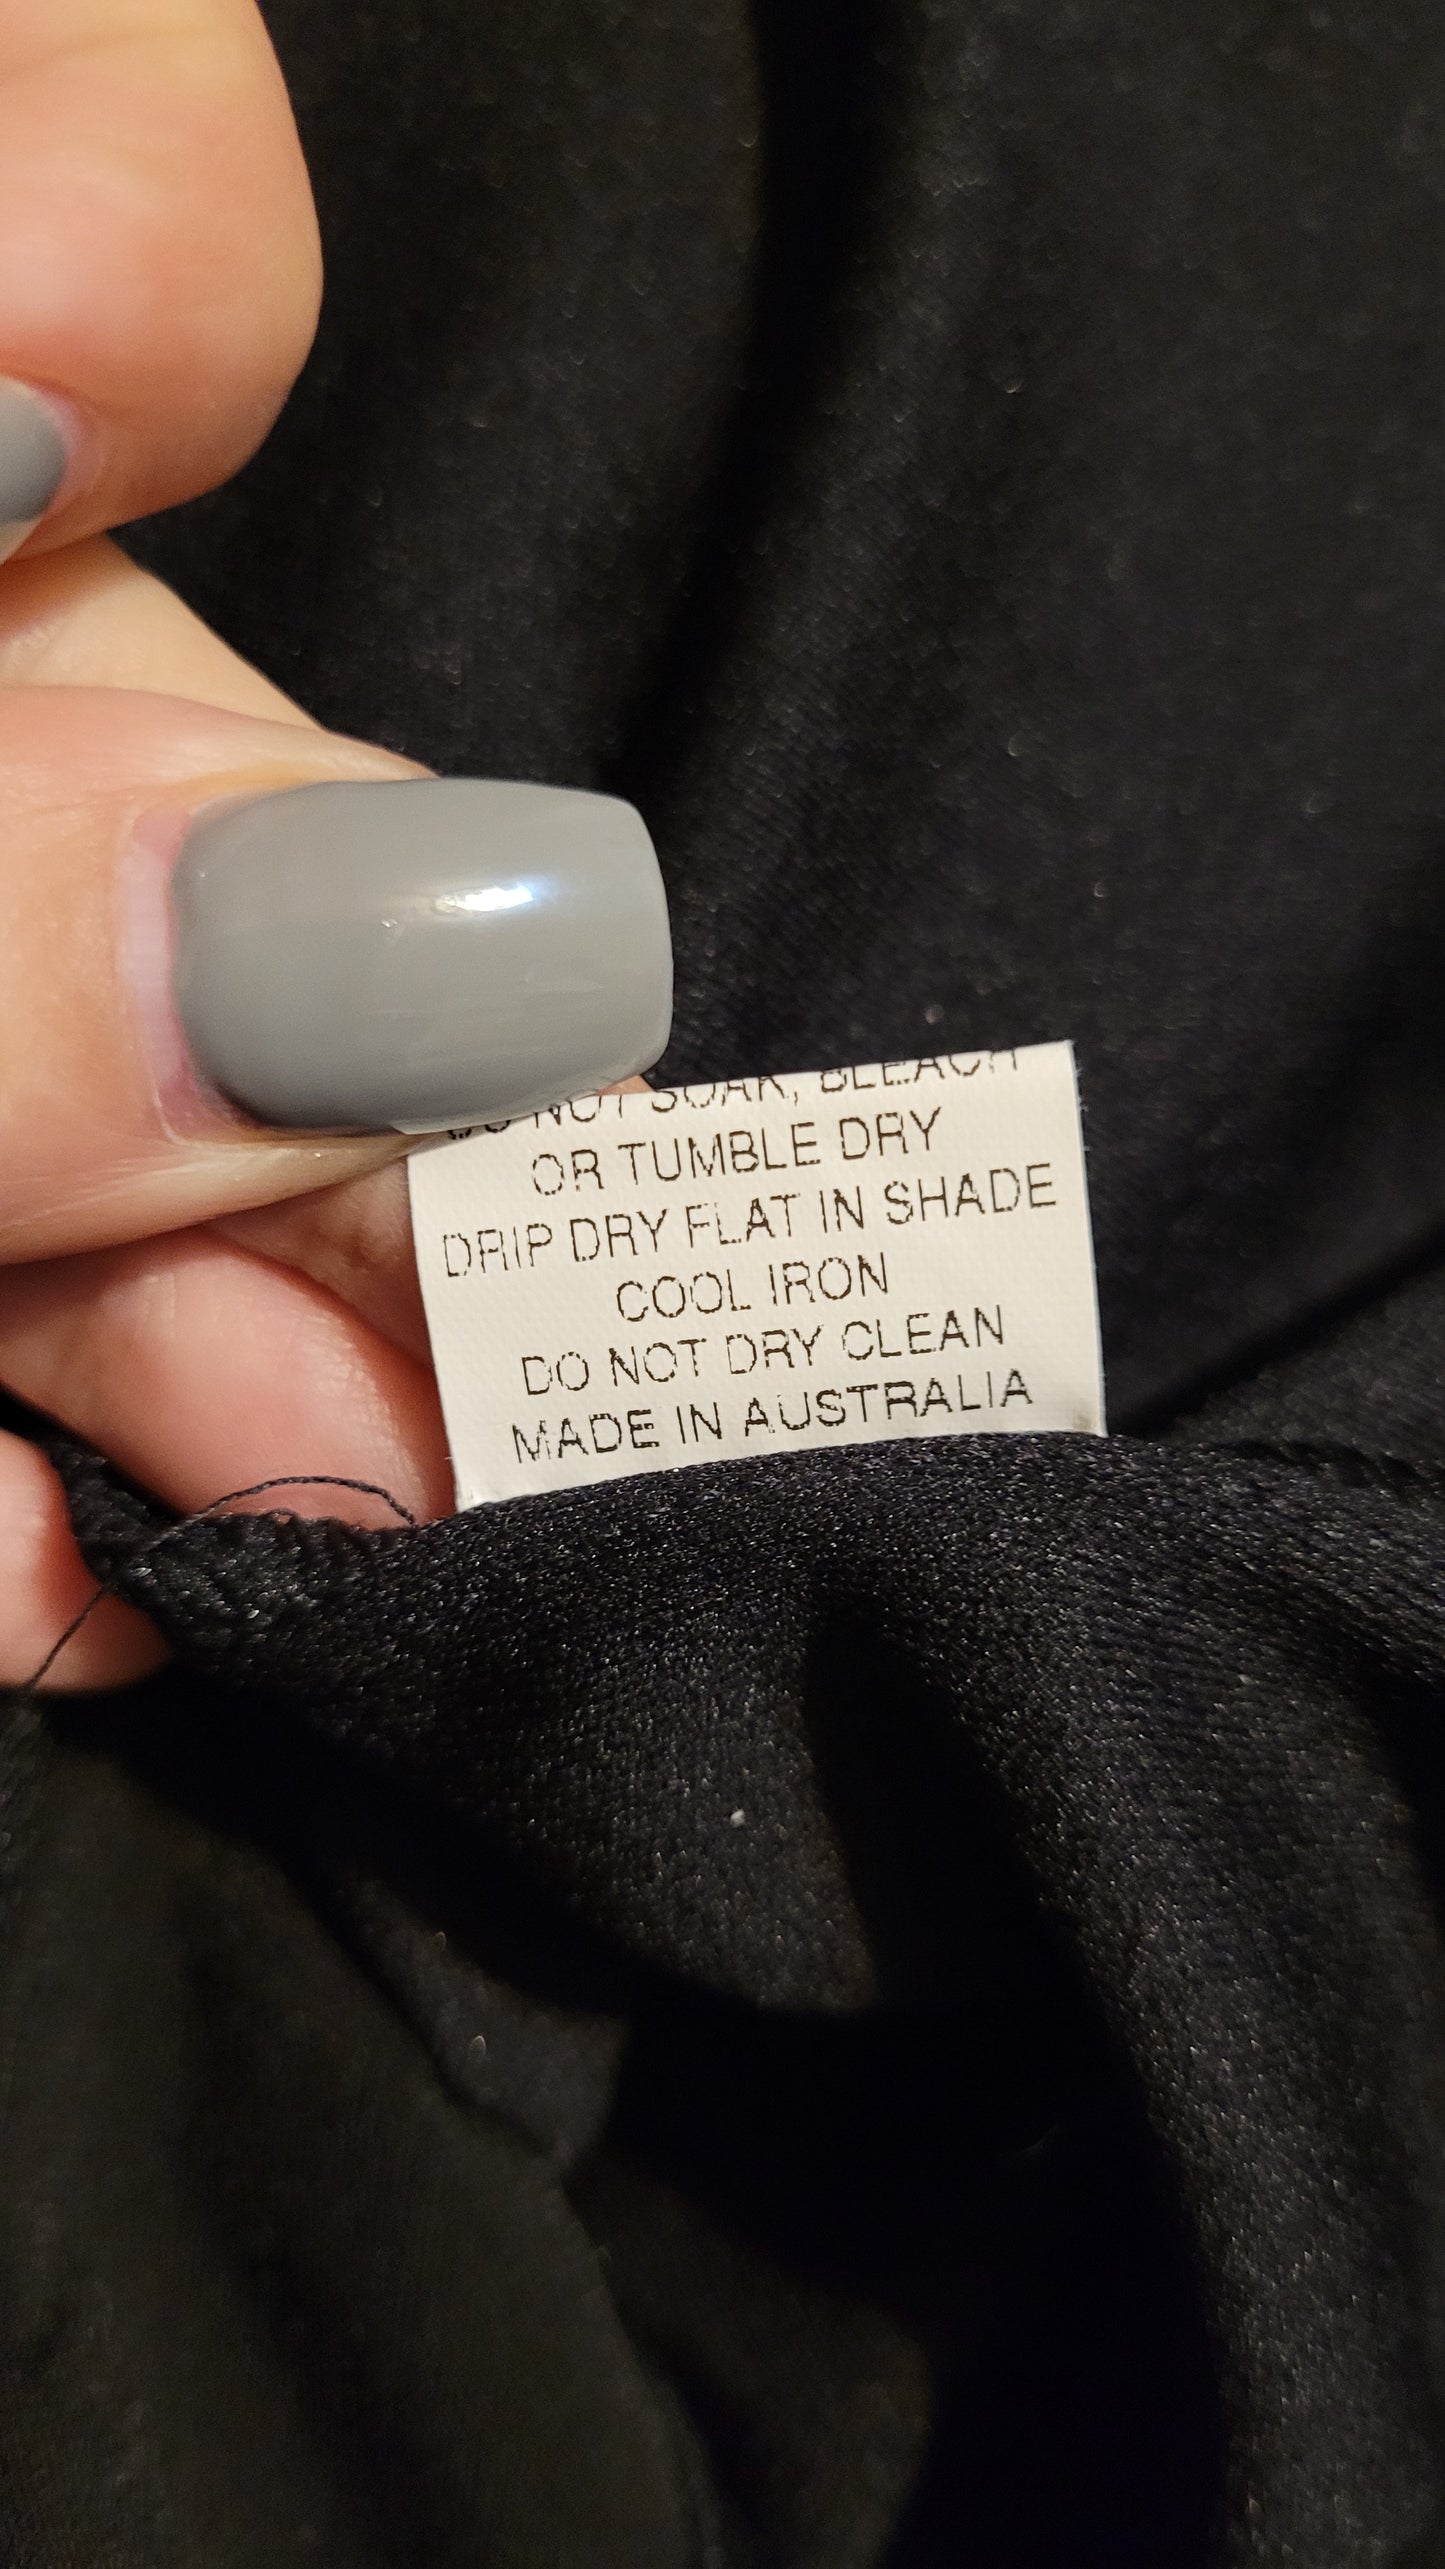 DO NOT SOAK, BLEACH
OR TUMBLE DRY
DRIP DRY FLAT IN SHADE
COOL IRON
DO NOT DRY CLEAN
MADE IN AUSTRALIA